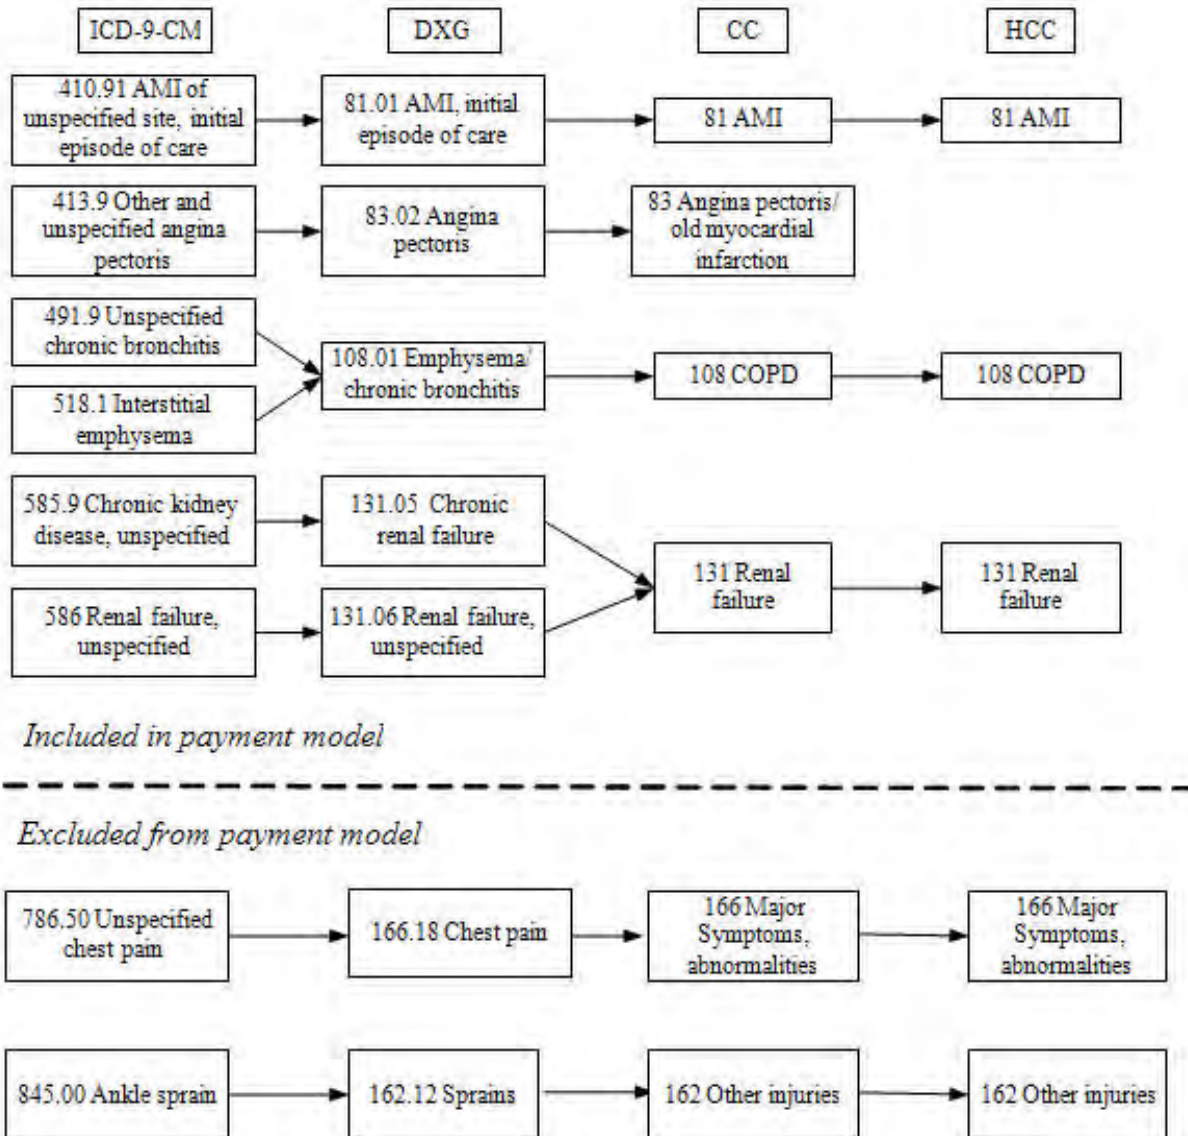 ICD-9-CM
DXG
CC
HCC
410.91 AMI of
unspecified site, initial
episode of care
81.01 AMI, initial
episode of care
81 AMI
81 AMI
413.9 Other and
unspecified angina
pectoris
83.02 Angina
pectoris
83 Angina pectoris/
old myocardial
infarction
491.9 Unspecified
chronic bronchitis
518.1 Interstitial
emphysema
108.01 Emphysema/
chronic bronchitis
108 COPD
108 COPD
585.9 Chronic kidney
disease, unspecified
131.05 Chronic
renal failure
586 Renal failure,
unspecified
131.06 Renal failure,
unspecified
131 Renal
failure
131 Renal
failure
Included in payment model
Excluded from payment model
786.50 Unspecified
chest pain
166.18 Chest pain
166 Major
Symptoms,
abnormalities
166 Major
Symptoms,
abnormalities
845.00 Ankle sprain
162.12 Sprains
162 Other injuries
162 Other injuries